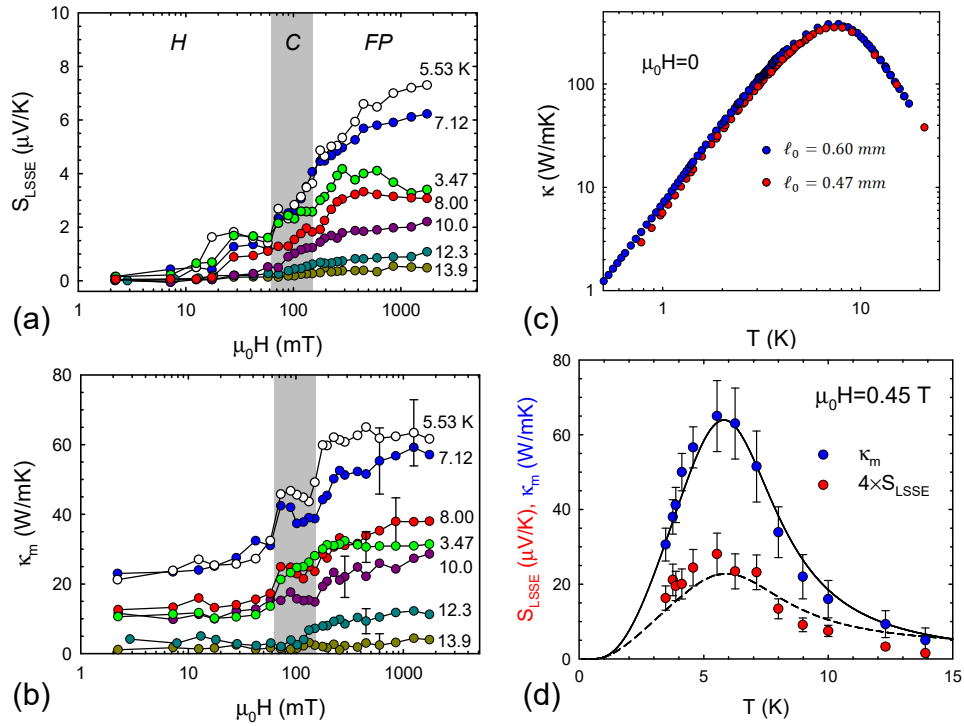 H C FP
10
8
6
4
2
0
S_LSSE (μV/K)
5.53 K
7.12
3.47
8.00
10.0
12.3
13.9
1 10 100 1000
μ₀H (mT)
(a)
80
60
40
20
0
κ_m (W/mK)
5.53 K
7.12
8.00
3.47
10.0
12.3
13.9
1 10 100 1000
μ₀H (mT)
(b)
μ₀H=0
100
10
1
κ (W/mK)
ℓ₀ = 0.60 mm
ℓ₀ = 0.47 mm
1 10
T (K)
(c)
μ₀H=0.45 T
80
60
40
20
0
S_LSSE (μV/K), κ_m (W/mK)
κ_m
4×S_LSSE
0 5 10 15
T (K)
(d)